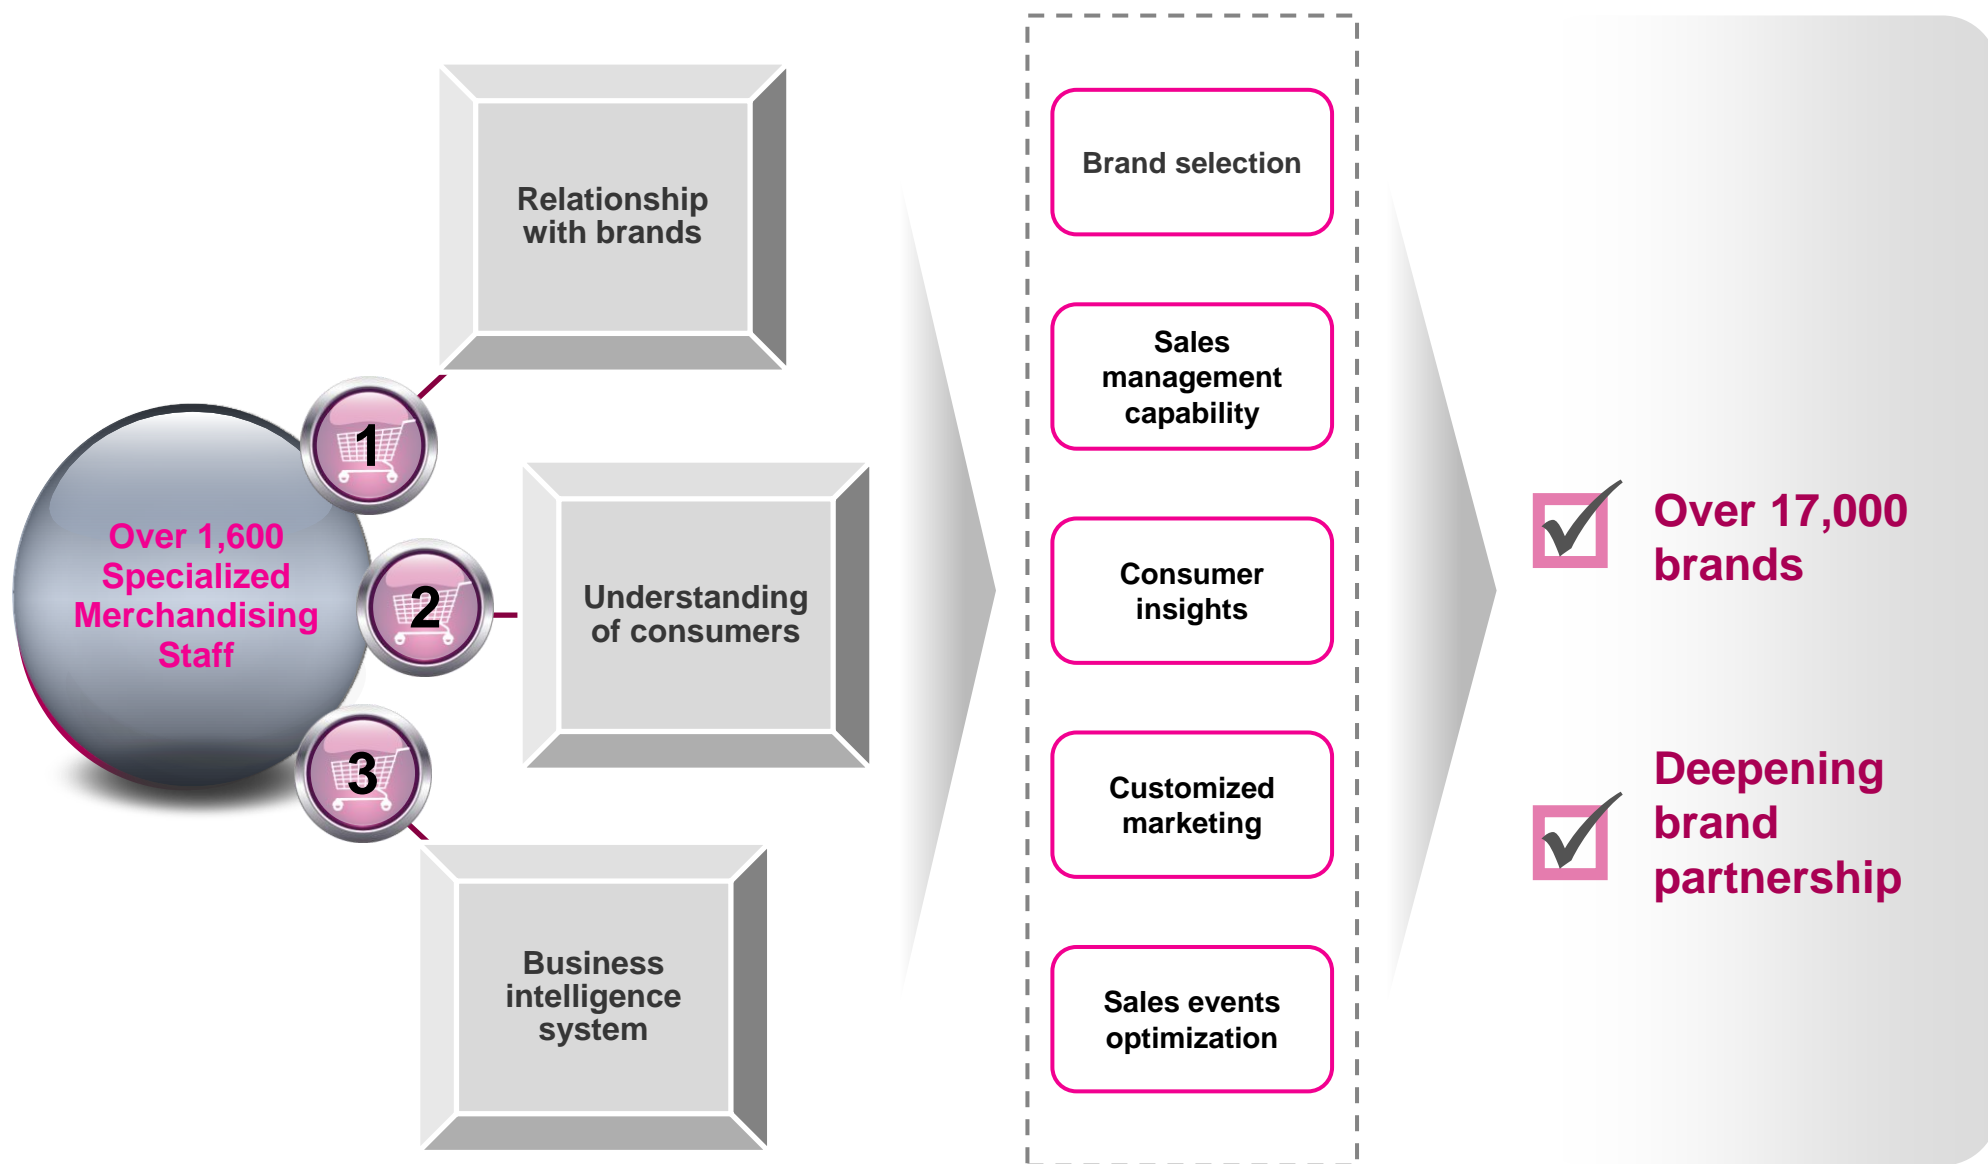 Over 1,600
Specialized
Merchandising
Staff
1
Relationship
with brands
2
Understanding
of consumers
3
Business
intelligence
system
Brand selection
Sales
management
capability
Consumer
insights
Customized
marketing
Sales events
optimization
Over 17,000
brands
Deepening
brand
partnership